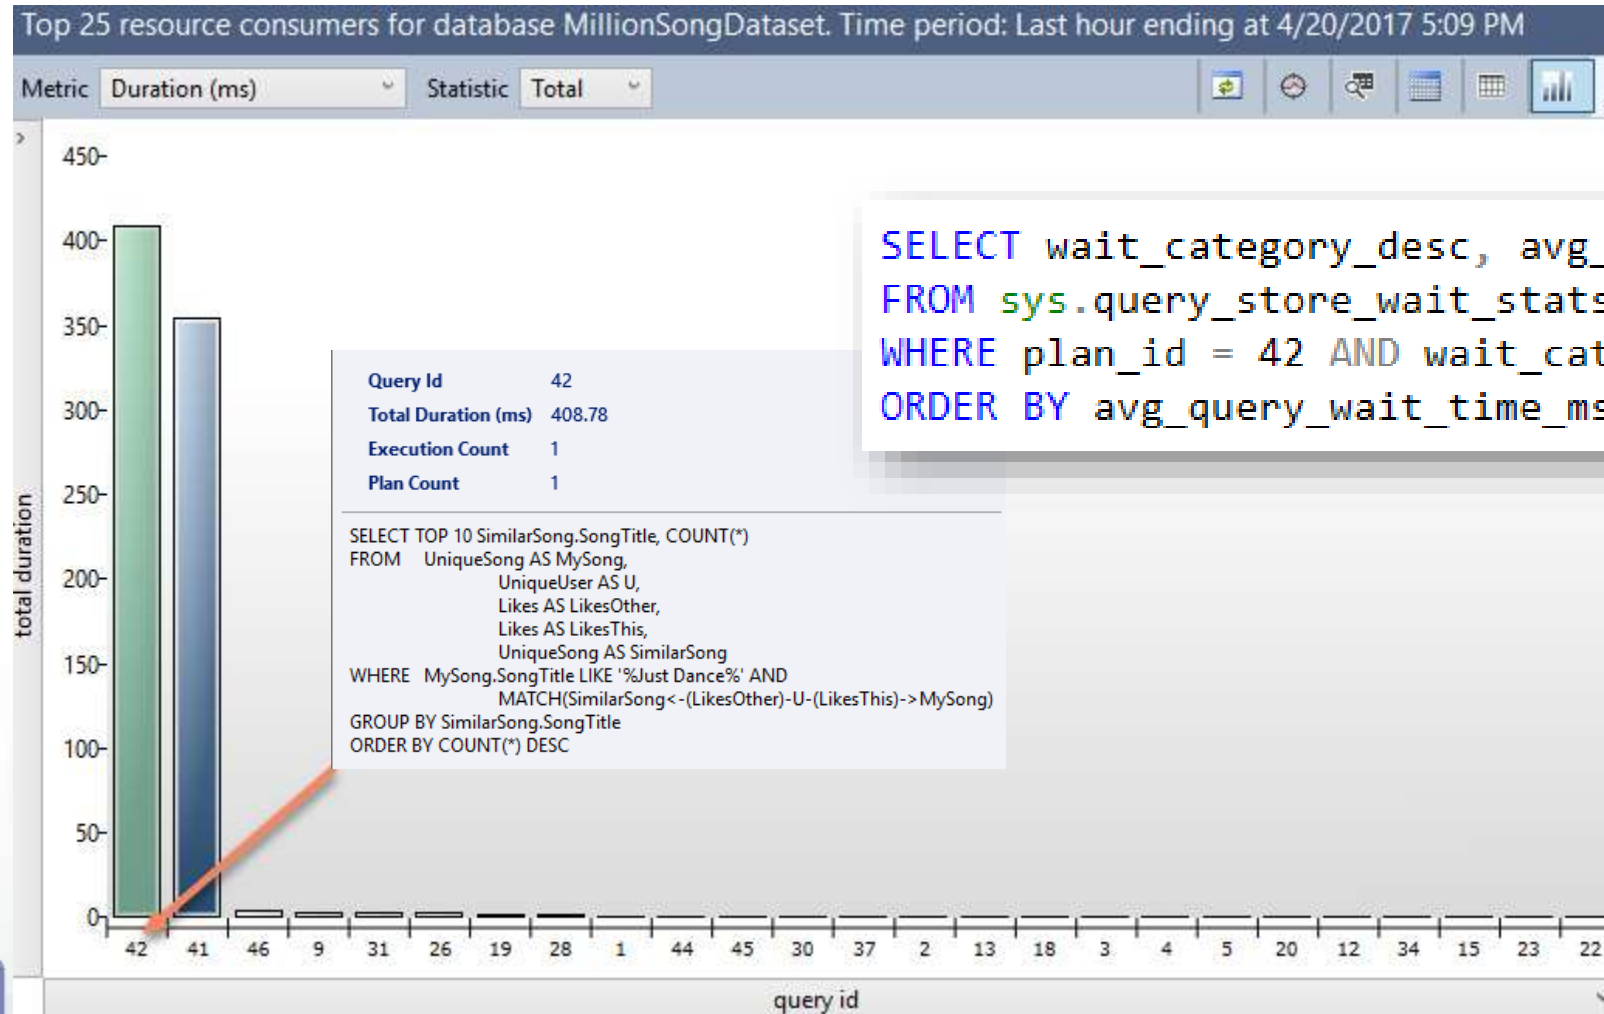 Top 25 resource consumers for database MillionSongDataset. Time period: Last hour ending at 4/20/2017 5:09 PM
Metric Duration (ms) Statistic Total
450
400
350
300
250
200
150
100
50
0
total duration
SELECT wait_category_desc, avg_
FROM sys.query_store_wait_stats
WHERE plan_id = 42 AND wait_cat
ORDER BY avg_query_wait_time_ms
Query Id 42
Total Duration (ms) 408.78
Execution Count 1
Plan Count 1
SELECT TOP 10 SimilarSong.SongTitle, COUNT(*)
FROM UniqueSong AS MySong,
UniqueUser AS U,
Likes AS LikesOther,
Likes AS LikesThis,
UniqueSong AS SimilarSong
WHERE MySong.SongTitle LIKE '%Just Dance%' AND
MATCH(SimilarSong<-(LikesOther)-U-(LikesThis)->MySong)
GROUP BY SimilarSong.SongTitle
ORDER BY COUNT(*) DESC
42 41 46 9 31 26 19 28 1 44 45 30 37 2 13 18 3 4 5 20 12 34 15 23 22
query id